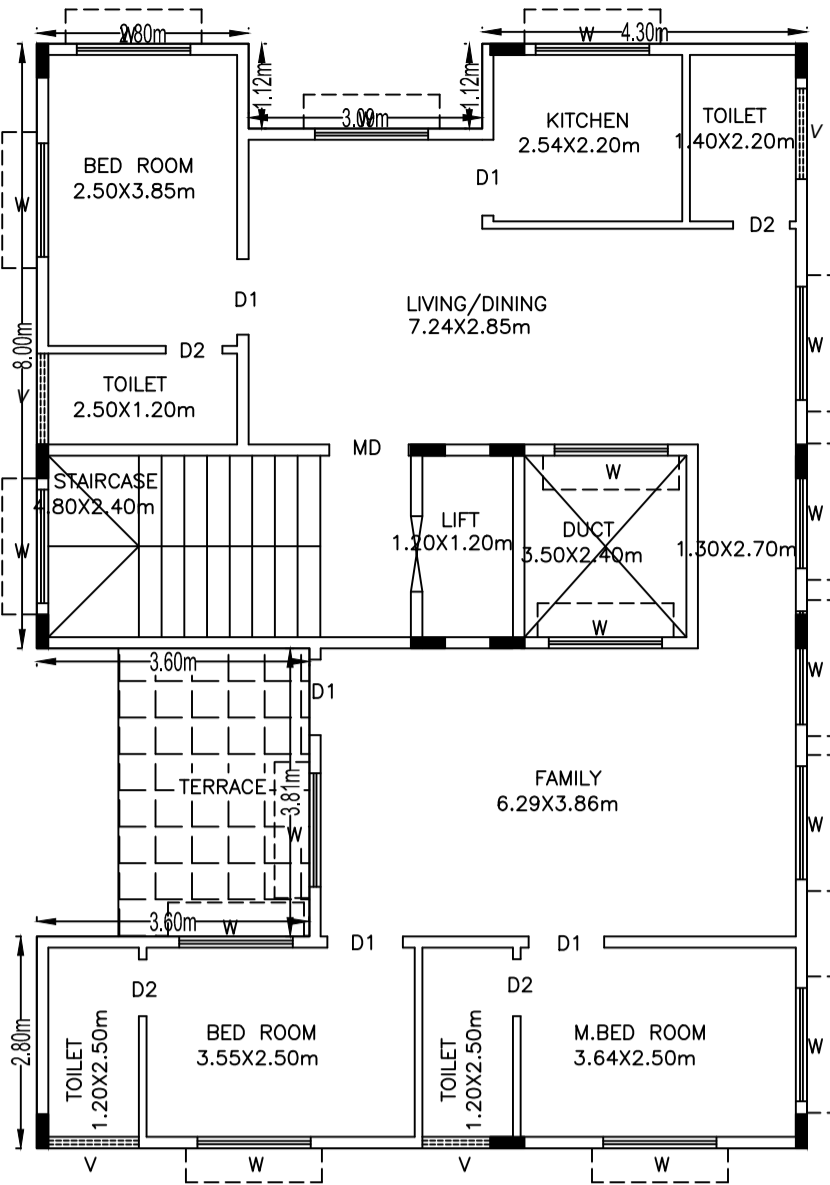 2.80m
W
W
4.30m
1.12m
1.12m
3.09m
W
KITCHEN
2.54X2.20m
TOILET
1.40X2.20m
V
BED ROOM
2.50X3.85m
W
D1
D2
D1
LIVING/DINING
7.24X2.85m
8.00m
D2
W
TOILET
2.50X1.20m
V
MD
STAIRCASE
4.80X2.40m
W
LIFT
1.20X1.20m
W
DUCT
3.50X2.40m
W
1.30X2.70m
W
3.60m
D1
W
TERRACE
3.81m
W
FAMILY
6.29X3.86m
W
3.60m
W
D1
D1
2.80m
D2
TOILET
1.20X2.50m
BED ROOM
3.55X2.50m
TOILET
1.20X2.50m
D2
M.BED ROOM
3.64X2.50m
W
V
W
V
W